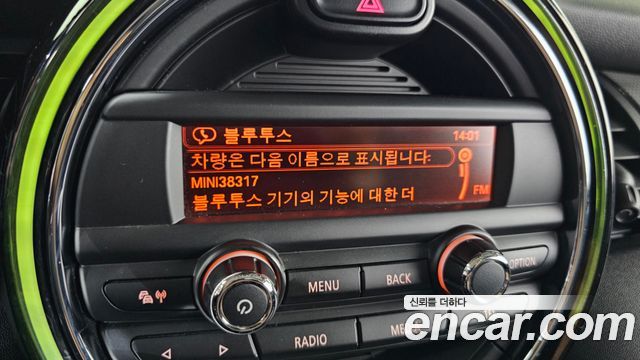 블루투스 14:01
차량은 다음 이름으로 표시됩니다:
MINI38317
블루투스 기기의 기능에 대한 더
FM
MENU BACK OPTION
RADIO
신뢰를 더하다
encar.com